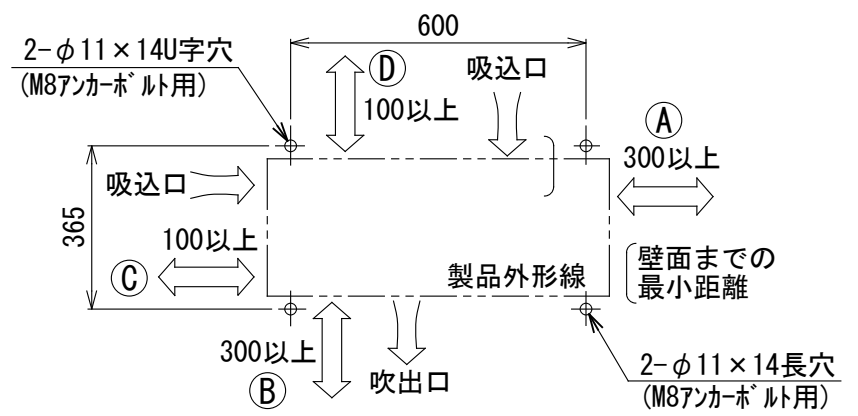 600
2-φ11×14U字穴
(M8アンカーボルト用)
Ⓓ
100以上
吸込口
Ⓐ
300以上
吸込口
365
100以上
Ⓒ
製品外形線
壁面までの
最小距離
300以上
Ⓑ
吹出口
2-φ11×14長穴
(M8アンカーボルト用)